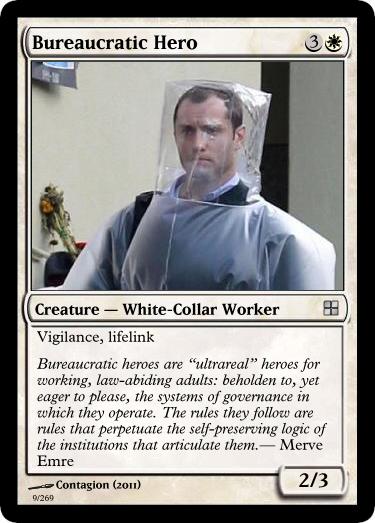 Bureaucratic Hero 3
Creature — White-Collar Worker
Vigilance, lifelink
Bureaucratic heroes are “ultrareal” heroes for
working, law-abiding adults: beholden to, yet
eager to please, the systems of governance in
which they operate. The rules they follow are
rules that perpetuate the self-preserving logic of
the institutions that articulate them.— Merve
Emre
2/3
Contagion (2011)
9/269